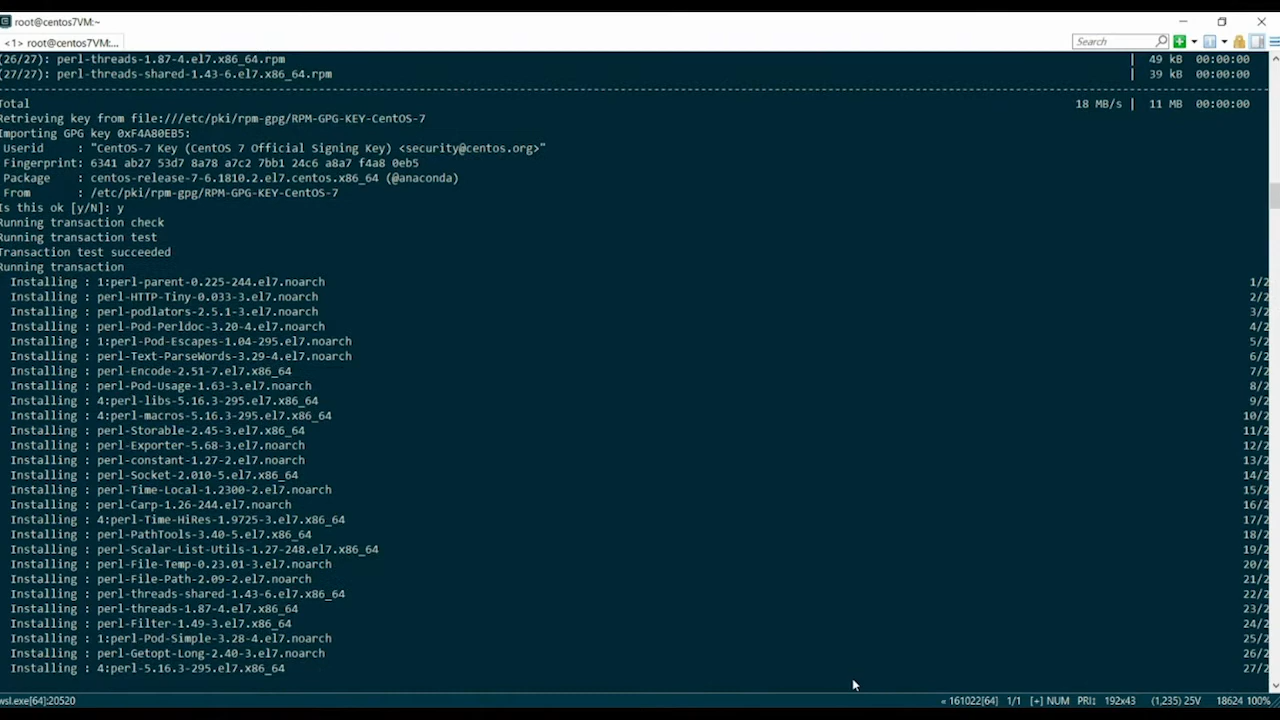 root@centos7VM:~
<1> root@centos7VM:...
Search
(26/27): perl-threads-1.87-4.el7.x86_64.rpm | 49 kB 00:00:00
(27/27): perl-threads-shared-1.43-6.el7.x86_64.rpm | 39 kB 00:00:00
--------------------------------------------------------------------------------
Total 18 MB/s | 11 MB 00:00:00
Retrieving key from file:///etc/pki/rpm-gpg/RPM-GPG-KEY-CentOS-7
Importing GPG key 0xF4A80EB5:
Userid : "CentOS-7 Key (CentOS 7 Official Signing Key) <security@centos.org>"
Fingerprint: 6341 ab27 53d7 8a78 a7c2 7bb1 24c6 a8a7 f4a8 0eb5
Package : centos-release-7-6.1810.2.el7.centos.x86_64 (@anaconda)
From : /etc/pki/rpm-gpg/RPM-GPG-KEY-CentOS-7
Is this ok [y/N]: y
Running transaction check
Running transaction test
Transaction test succeeded
Running transaction
Installing : 1:perl-parent-0.225-244.el7.noarch 1/2
Installing : perl-HTTP-Tiny-0.033-3.el7.noarch 2/2
Installing : perl-podlators-2.5.1-3.el7.noarch 3/2
Installing : perl-Pod-Perldoc-3.20-4.el7.noarch 4/2
Installing : 1:perl-Pod-Escapes-1.04-295.el7.noarch 5/2
Installing : perl-Text-ParseWords-3.29-4.el7.noarch 6/2
Installing : perl-Encode-2.51-7.el7.x86_64 7/2
Installing : perl-Pod-Usage-1.63-3.el7.noarch 8/2
Installing : 4:perl-libs-5.16.3-295.el7.x86_64 9/2
Installing : 4:perl-macros-5.16.3-295.el7.x86_64 10/2
Installing : perl-Storable-2.45-3.el7.x86_64 11/2
Installing : perl-Exporter-5.68-3.el7.noarch 12/2
Installing : perl-constant-1.27-2.el7.noarch 13/2
Installing : perl-Socket-2.010-5.el7.x86_64 14/2
Installing : perl-Time-Local-1.2300-2.el7.noarch 15/2
Installing : perl-Carp-1.26-244.el7.noarch 16/2
Installing : 4:perl-Time-HiRes-1.9725-3.el7.x86_64 17/2
Installing : perl-PathTools-3.40-5.el7.x86_64 18/2
Installing : perl-Scalar-List-Utils-1.27-248.el7.x86_64 19/2
Installing : perl-File-Temp-0.23.01-3.el7.noarch 20/2
Installing : perl-File-Path-2.09-2.el7.noarch 21/2
Installing : perl-threads-shared-1.43-6.el7.x86_64 22/2
Installing : perl-threads-1.87-4.el7.x86_64 23/2
Installing : perl-Filter-1.49-3.el7.x86_64 24/2
Installing : 1:perl-Pod-Simple-3.28-4.el7.noarch 25/2
Installing : perl-Getopt-Long-2.40-3.el7.noarch 26/2
Installing : 4:perl-5.16.3-295.el7.x86_64 27/2
wsl.exe[64]:20520 « 161022[64] 1/1 [+] NUM PRI: 192x43 (1,235) 25V 18624 100%